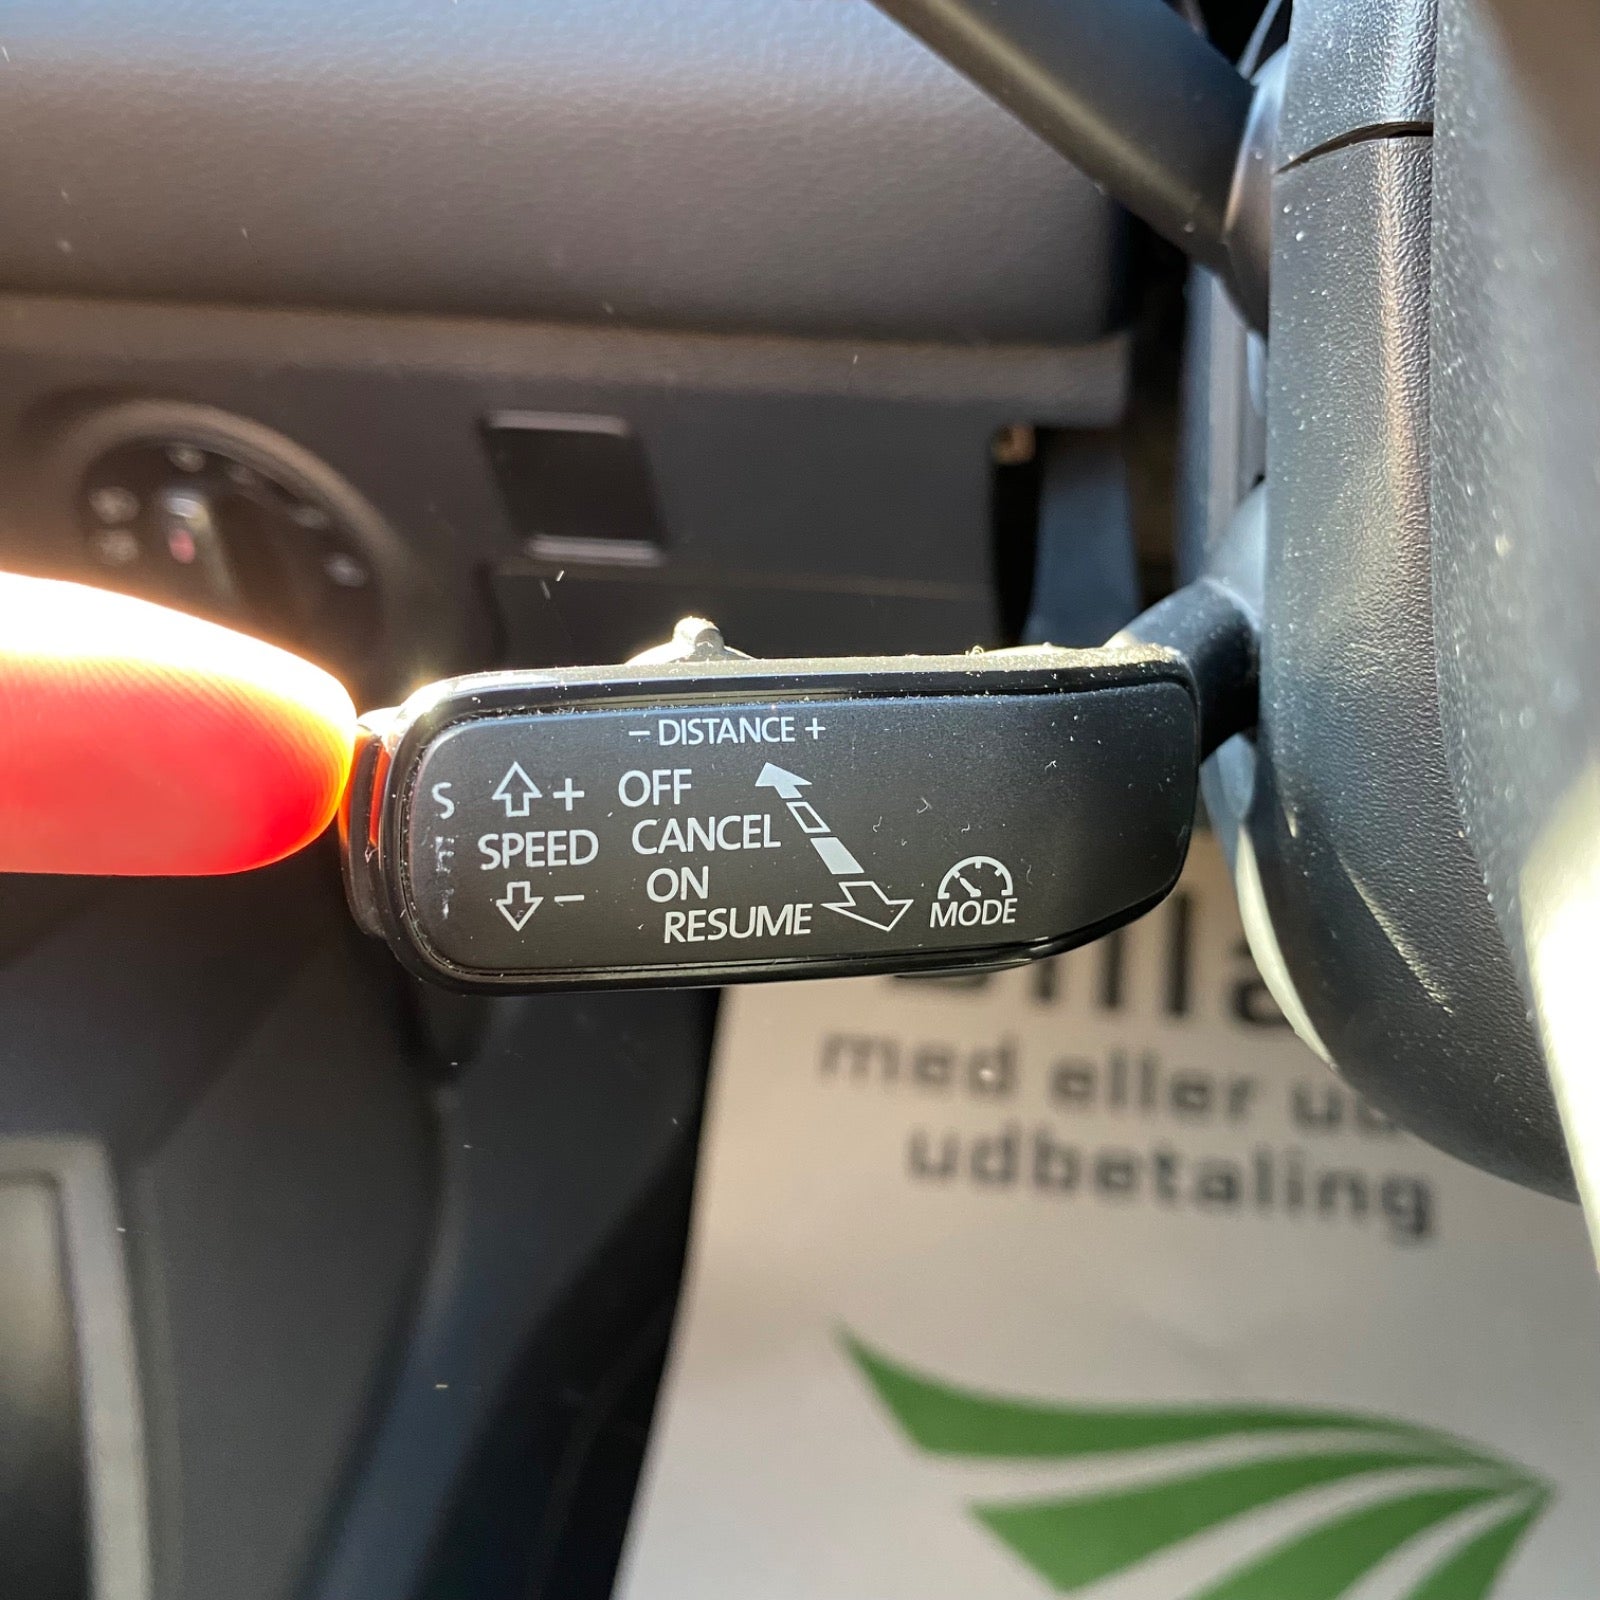 − DISTANCE +
S
+
OFF
CANCEL
SPEED
ON
−
RESUME
MODE
med eller
udbetaling